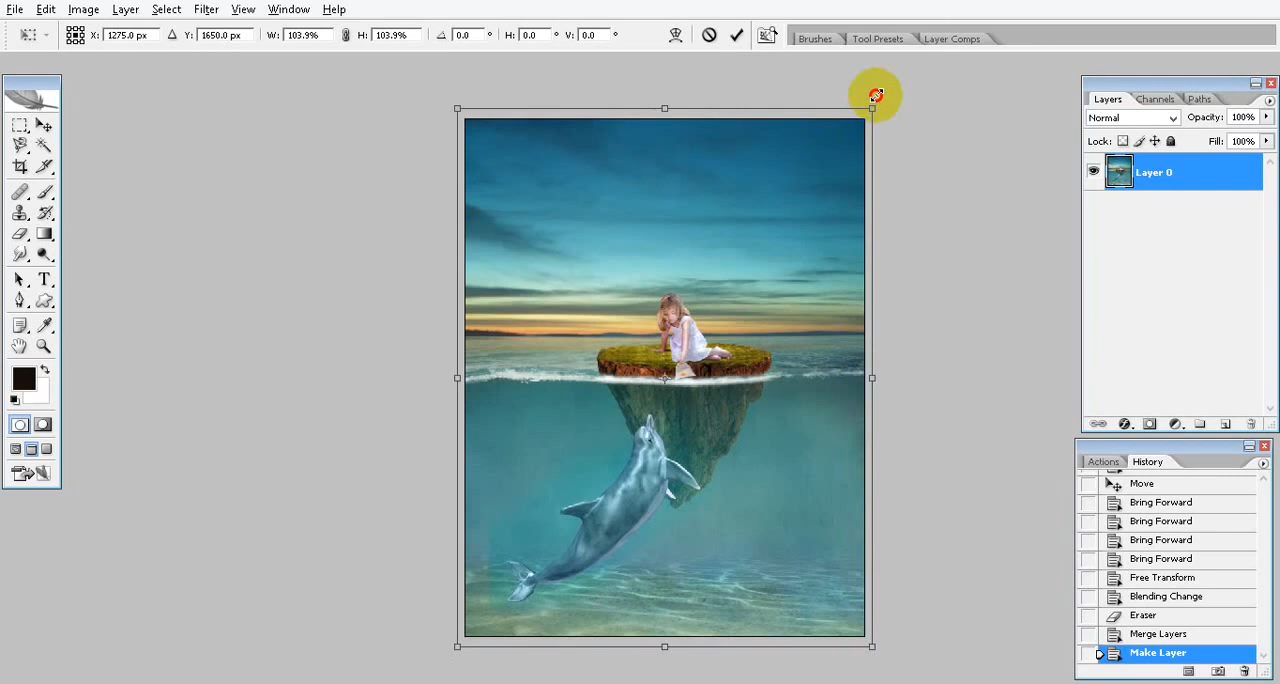 File Edit Image Layer Select Filter View Window Help
X: 1275.0 px Y: 1650.0 px W: 103.9% H: 103.9% 0.0 ° H: 0.0 ° V: 0.0 ° Brushes Tool Presets Layer Comps
Layers Channels Paths
Normal Opacity: 100%
Lock: Fill: 100%
Layer 0
Actions History
Move
Bring Forward
Bring Forward
Bring Forward
Bring Forward
Free Transform
Blending Change
Eraser
Merge Layers
Make Layer